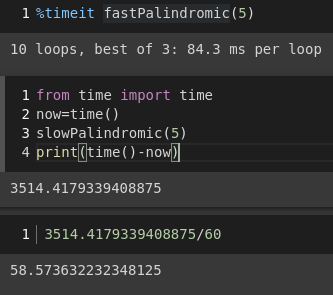 1 %timeit fastPalindromic(5)
10 loops, best of 3: 84.3 ms per loop
1 from time import time
2 now=time()
3 slowPalindromic(5)
4 print(time()-now)
3514.4179339408875
1 3514.4179339408875/60
58.573632232348125